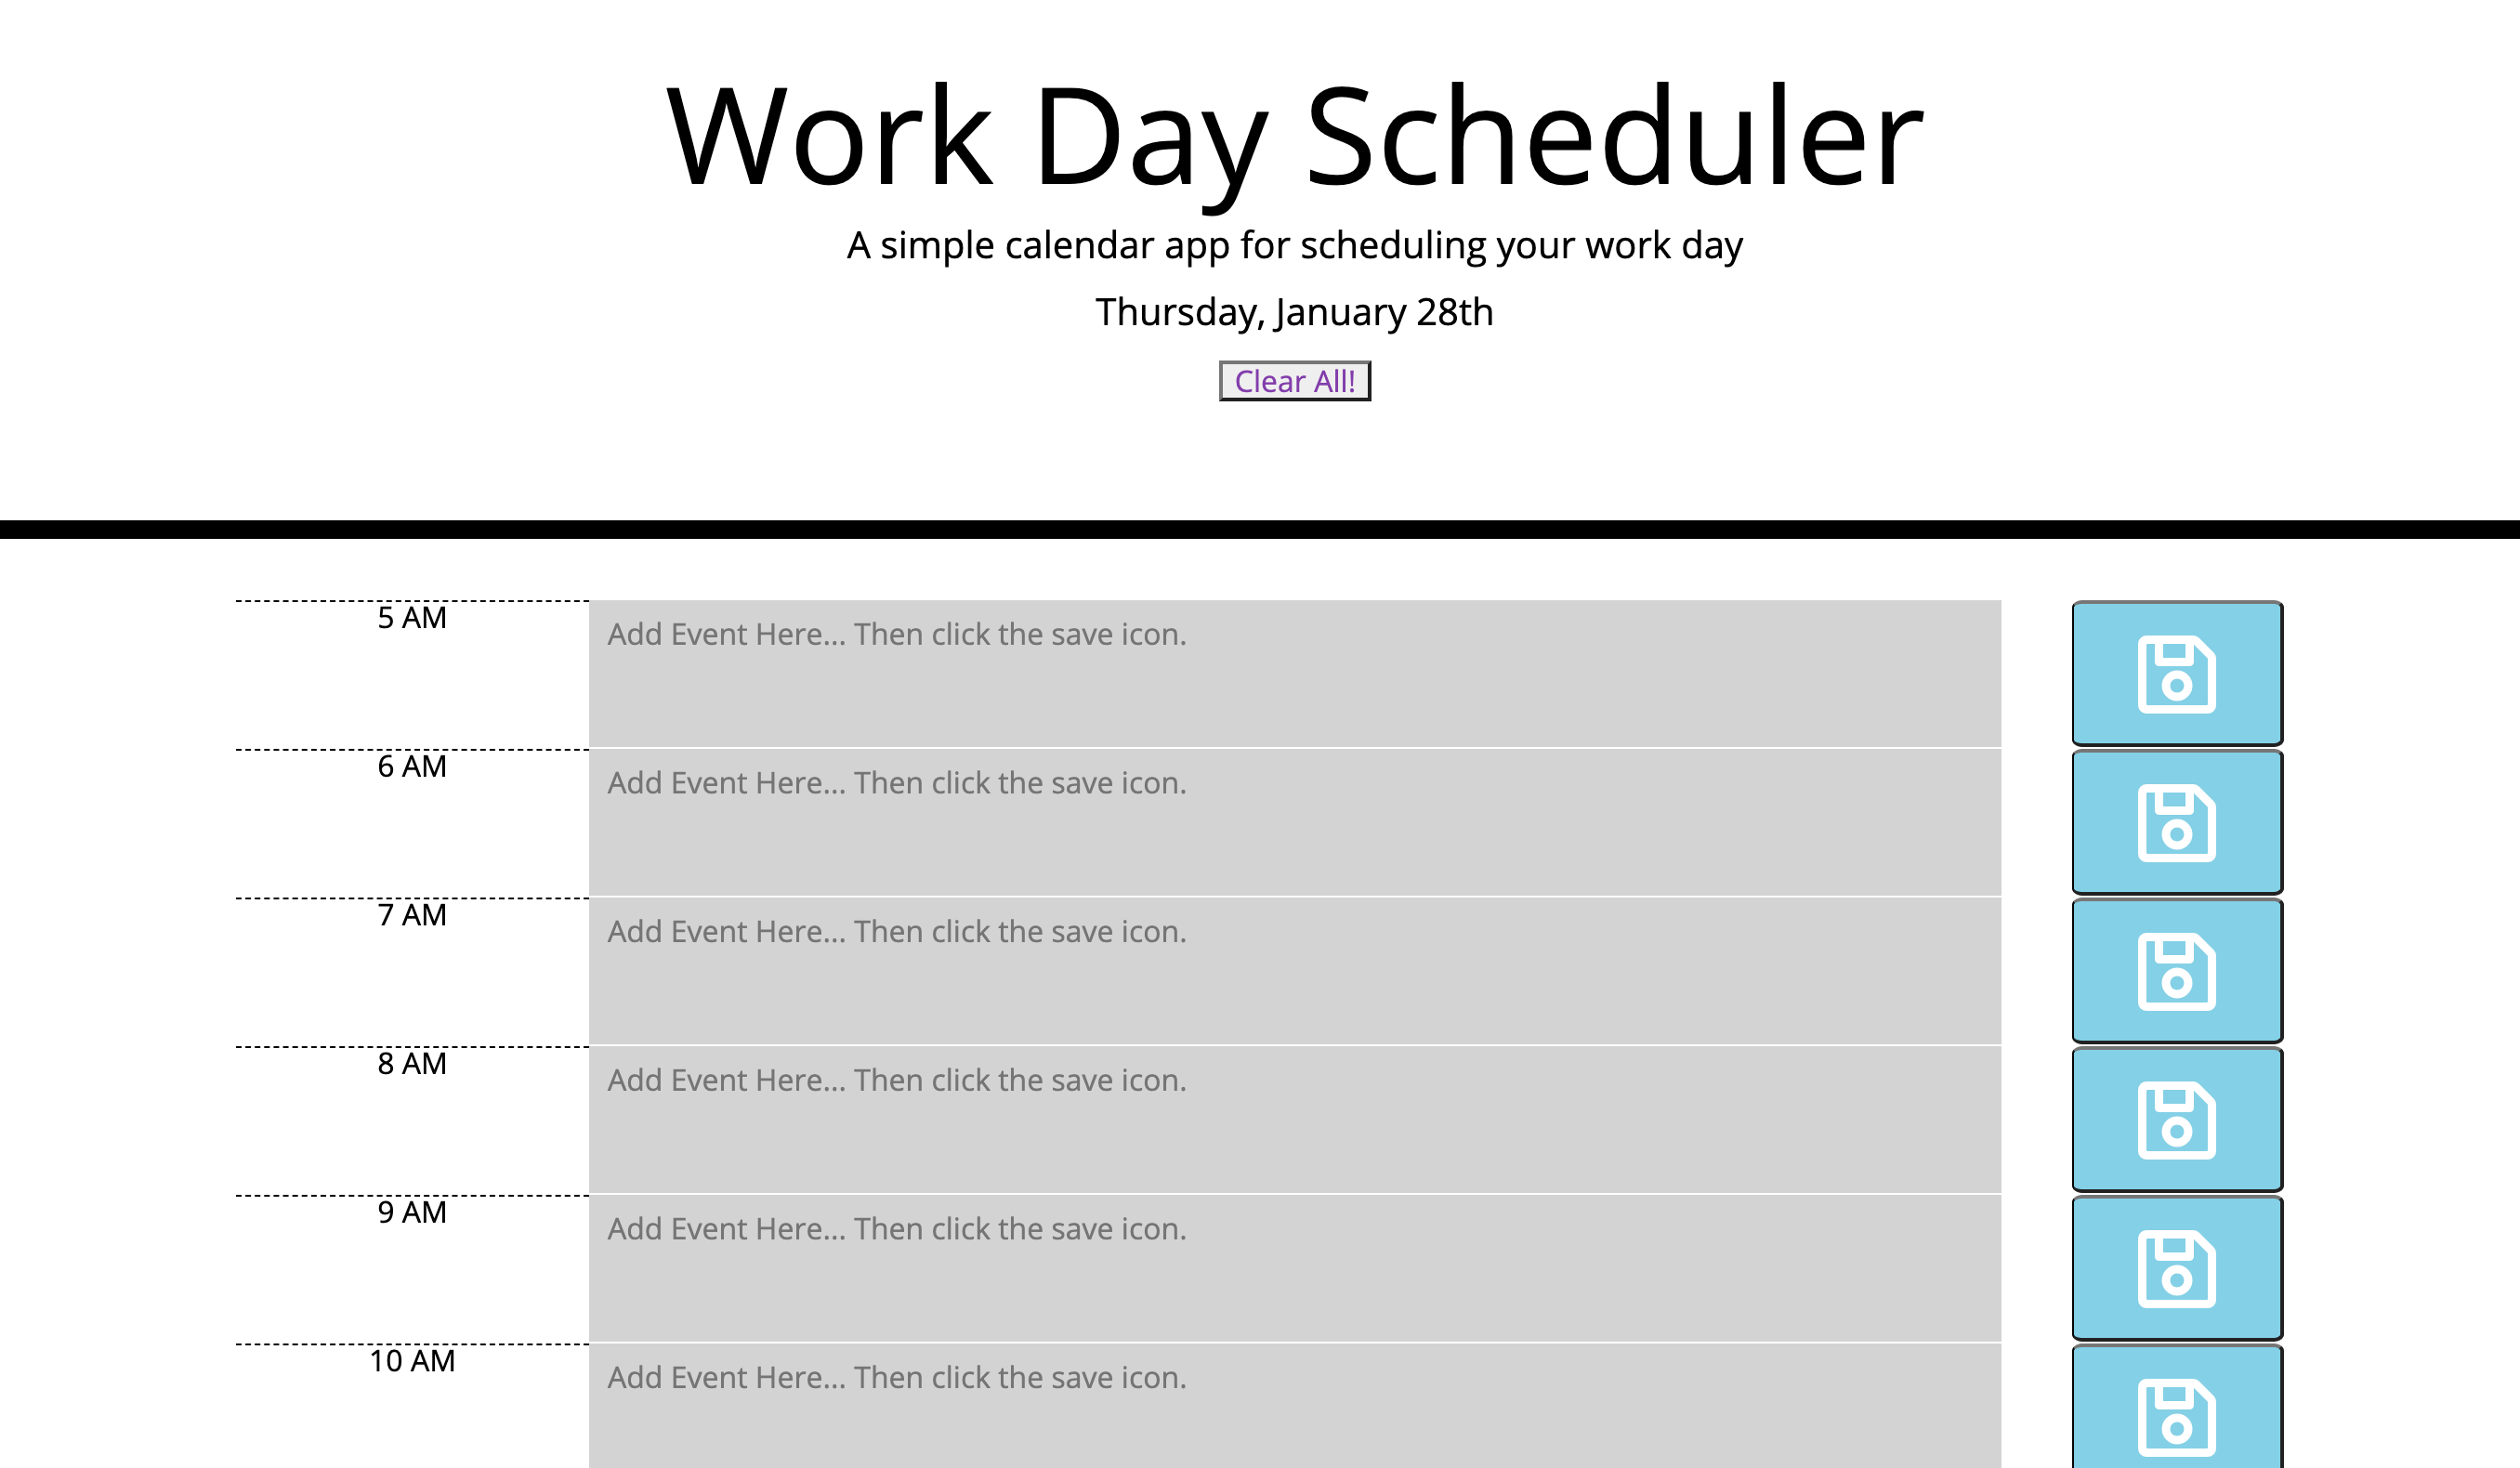 Work Day Scheduler
A simple calendar app for scheduling your work day
Thursday, January 28th
Clear All!
5 AM
Add Event Here... Then click the save icon.
6 AM
Add Event Here... Then click the save icon.
7 AM
Add Event Here... Then click the save icon.
8 AM
Add Event Here... Then click the save icon.
9 AM
Add Event Here... Then click the save icon.
10 AM
Add Event Here... Then click the save icon.